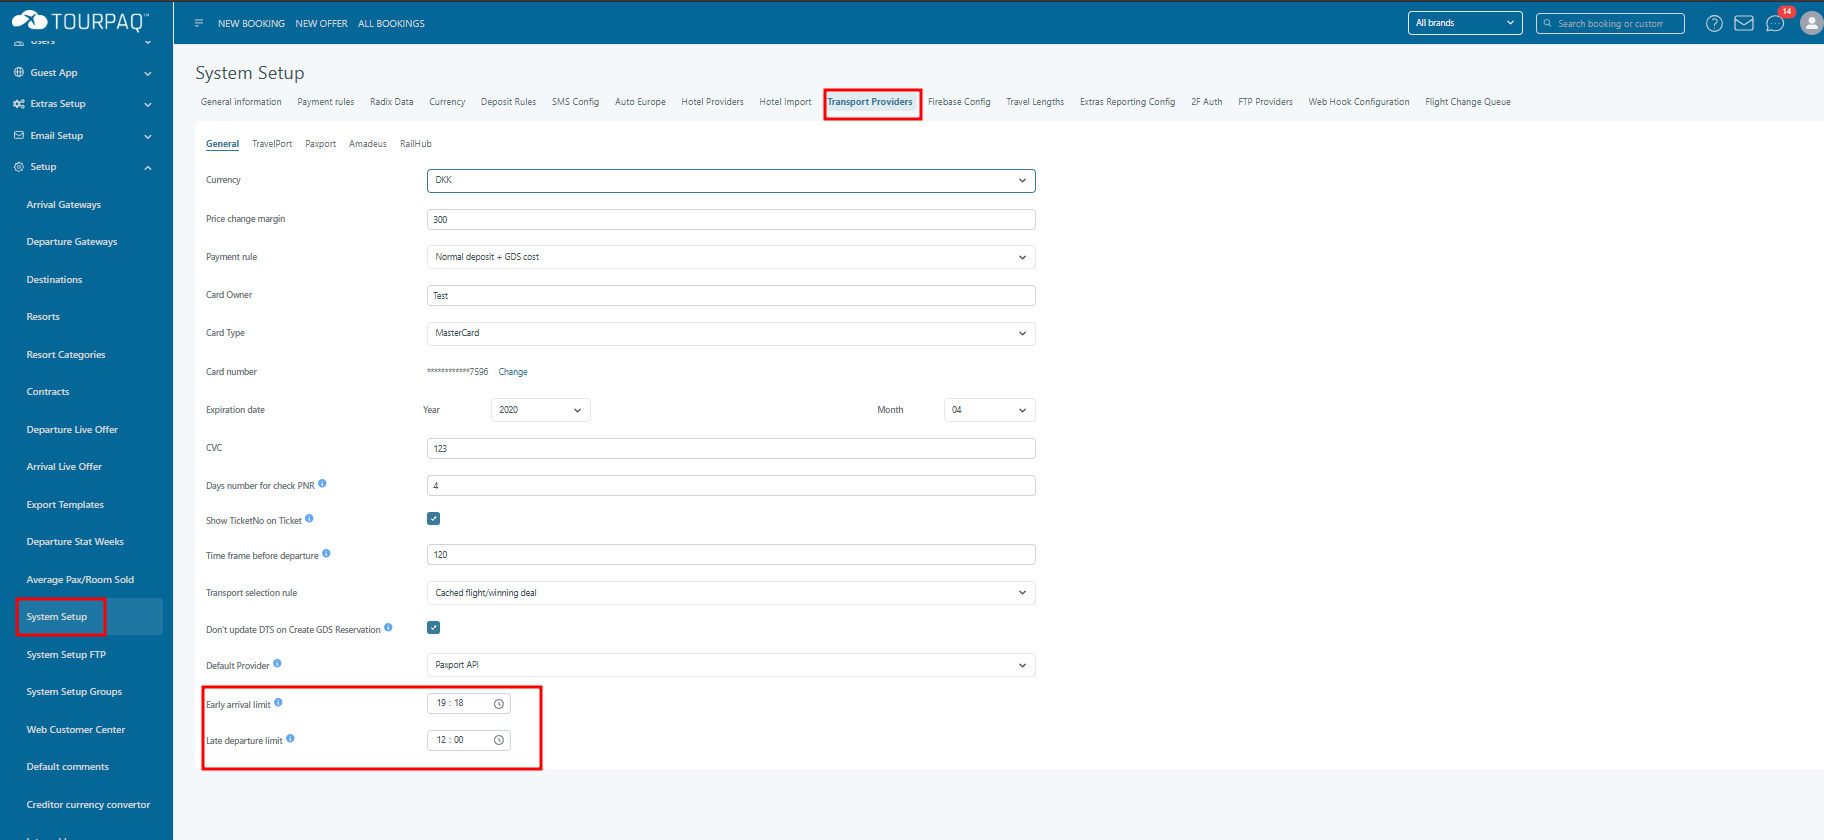 TOURPAQ™
NEW BOOKING NEW OFFER ALL BOOKINGS
All brands
Search booking or custom
14
Users
Guest App
Extras Setup
Email Setup
Setup
Arrival Gateways
Departure Gateways
Destinations
Resorts
Resort Categories
Contracts
Departure Live Offer
Arrival Live Offer
Export Templates
Departure Stat Weeks
Average Pax/Room Sold
System Setup
System Setup FTP
System Setup Groups
Web Customer Center
Default comments
Creditor currency convertor
System Setup
General information Payment rules Radix Data Currency Deposit Rules SMS Config Auto Europe Hotel Providers Hotel Import Transport Providers Firebase Config Travel Lengths Extras Reporting Config 2F Auth FTP Providers Web Hook Configuration Flight Change Queue
General TravelPort Paxport Amadeus RailHub
Currency DKK
Price change margin 300
Payment rule Normal deposit + GDS cost
Card Owner Test
Card Type MasterCard
Card number ************7596 Change
Expiration date Year 2020 Month 04
CVC 123
Days number for check PNR 4
Show TicketNo on Ticket
Time frame before departure 120
Transport selection rule Cached flight/winning deal
Don't update DTS on Create GDS Reservation
Default Provider Paxport API
Early arrival limit 19 : 18
Late departure limit 12 : 00